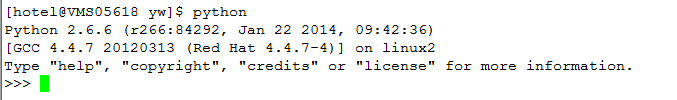 [hotel@VMS05618 yw]$ python
Python 2.6.6 (r266:84292, Jan 22 2014, 09:42:36)
[GCC 4.4.7 20120313 (Red Hat 4.4.7-4)] on linux2
Type "help", "copyright", "credits" or "license" for more information.
>>>